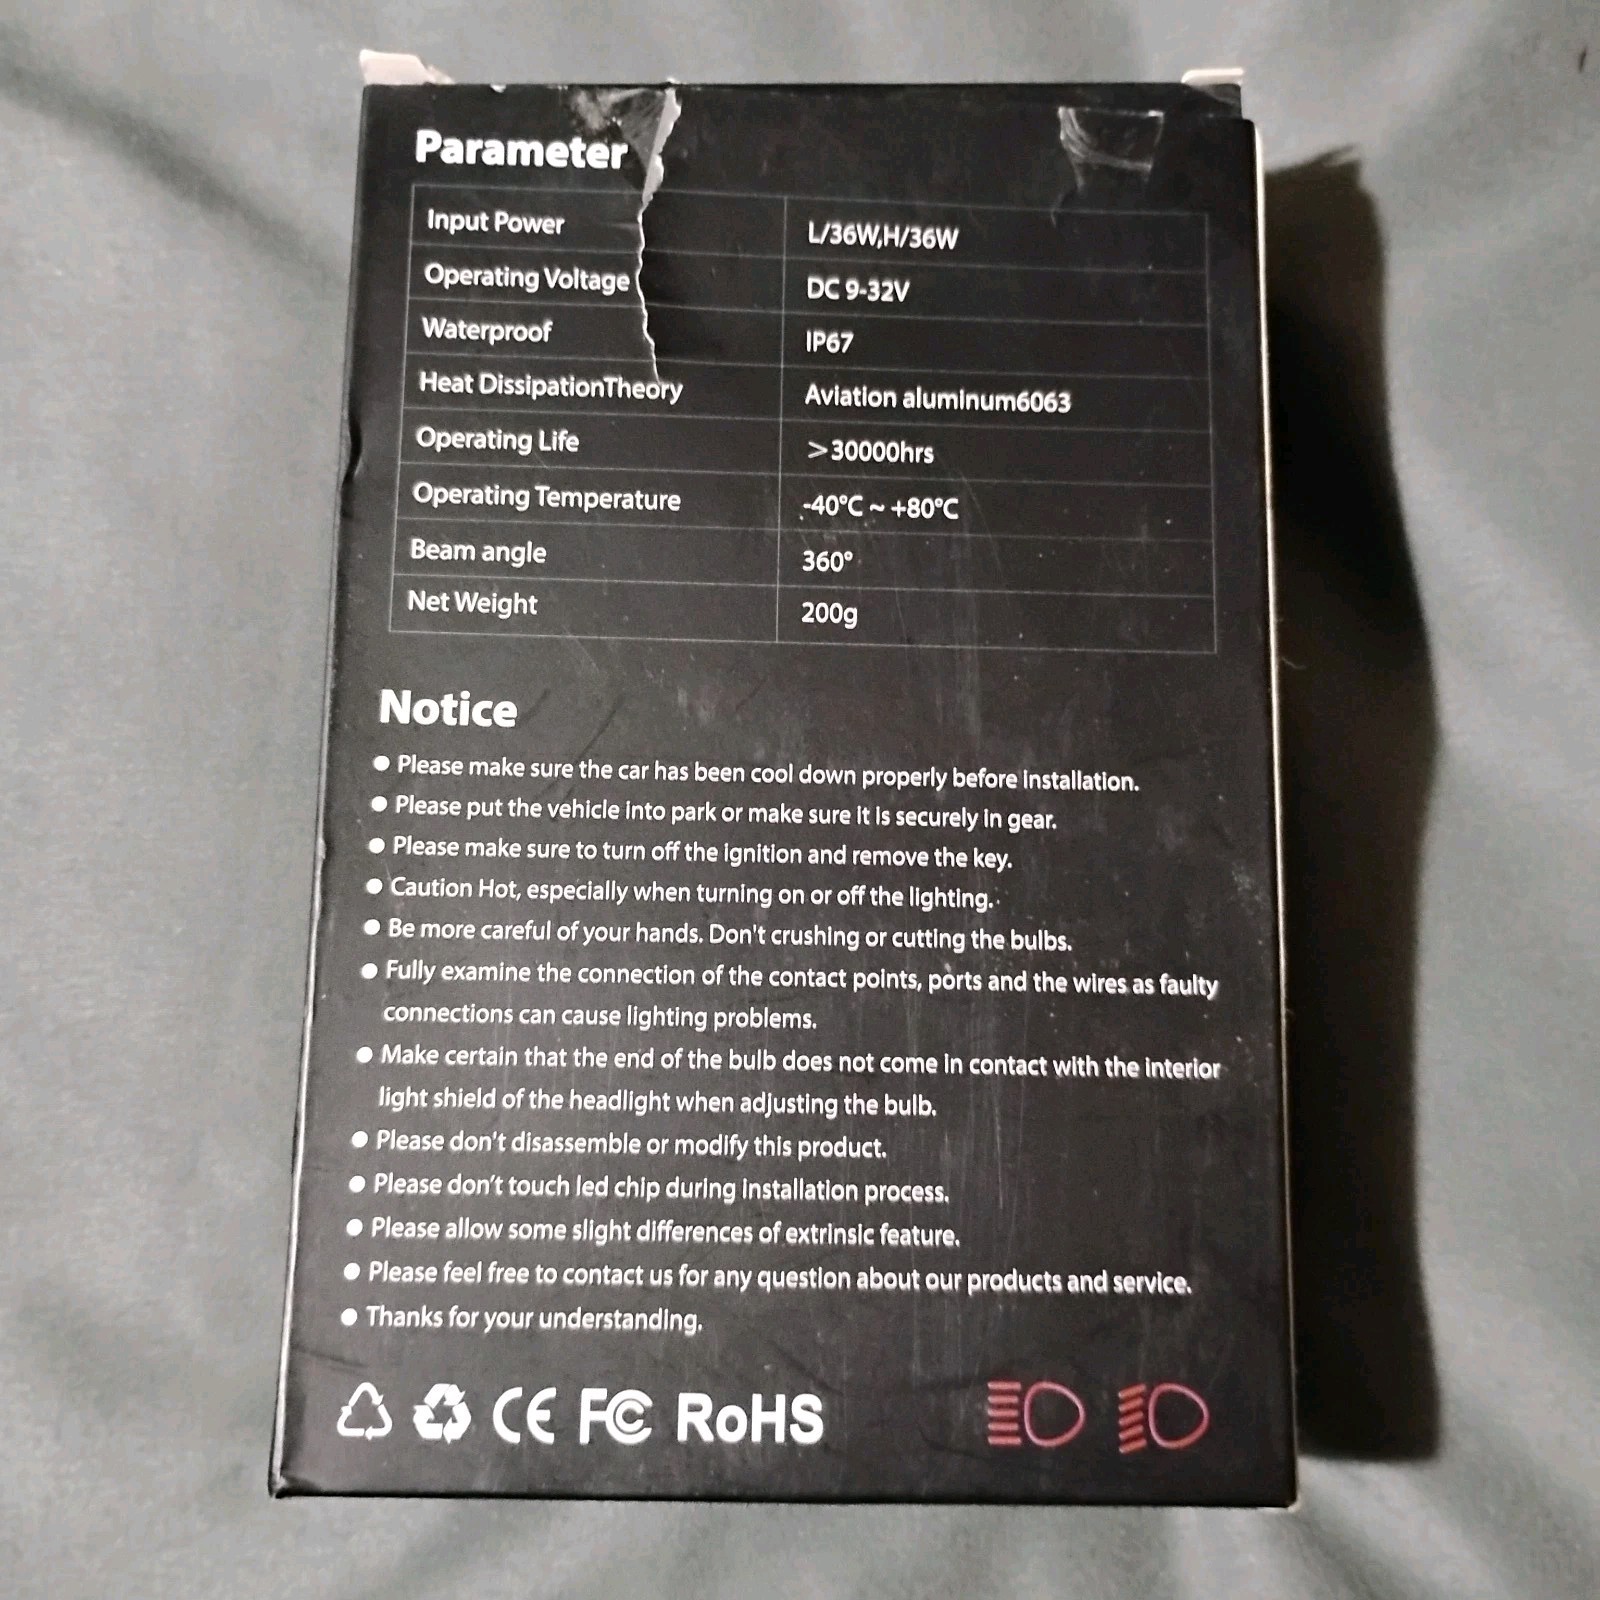 Parameter
Input Power L/36W,H/36W
Operating Voltage DC 9-32V
Waterproof IP67
Heat DissipationTheory Aviation aluminum6063
Operating Life >30000hrs
Operating Temperature -40°C ~ +80°C
Beam angle 360°
Net Weight 200g
Notice
● Please make sure the car has been cool down properly before installation.
● Please put the vehicle into park or make sure it is securely in gear.
● Please make sure to turn off the ignition and remove the key.
● Caution Hot, especially when turning on or off the lighting.
● Be more careful of your hands. Don't crushing or cutting the bulbs.
● Fully examine the connection of the contact points, ports and the wires as faulty
connections can cause lighting problems.
● Make certain that the end of the bulb does not come in contact with the interior
light shield of the headlight when adjusting the bulb.
● Please don't disassemble or modify this product.
● Please don't touch led chip during installation process.
● Please allow some slight differences of extrinsic feature.
● Please feel free to contact us for any question about our products and service.
● Thanks for your understanding.
CE FC RoHS